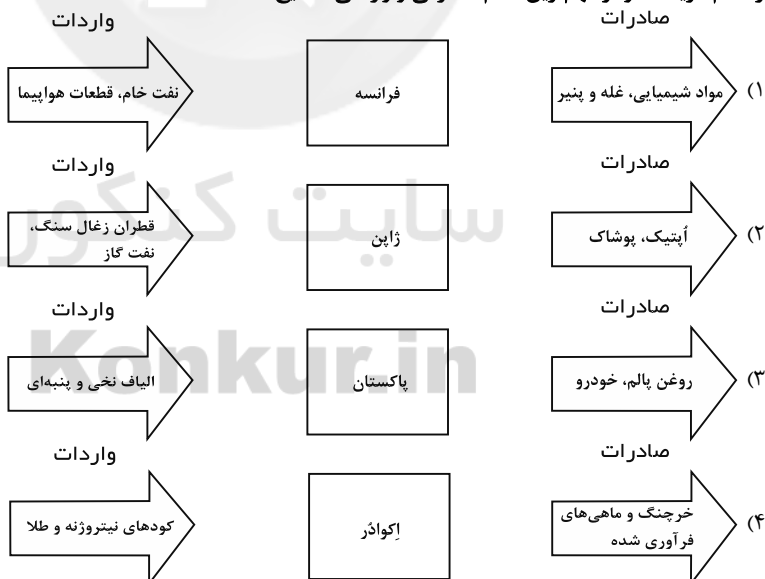 صادرات
واردات
۱)
مواد شیمیایی، غله و پنیر
فرانسه
نفت خام، قطعات هواپیما
صادرات
واردات
۲)
اُپتیک، پوشاک
ژاپن
قطران زغال سنگ،
نفت گاز
صادرات
واردات
۳)
روغن پالم، خودرو
پاکستان
الیاف نخی و پنبه‌ای
صادرات
واردات
۴)
خرچنگ و ماهی‌های
فرآوری شده
اِکوادُر
کودهای نیتروژنه و طلا
سایت کنکور
Konkur.in